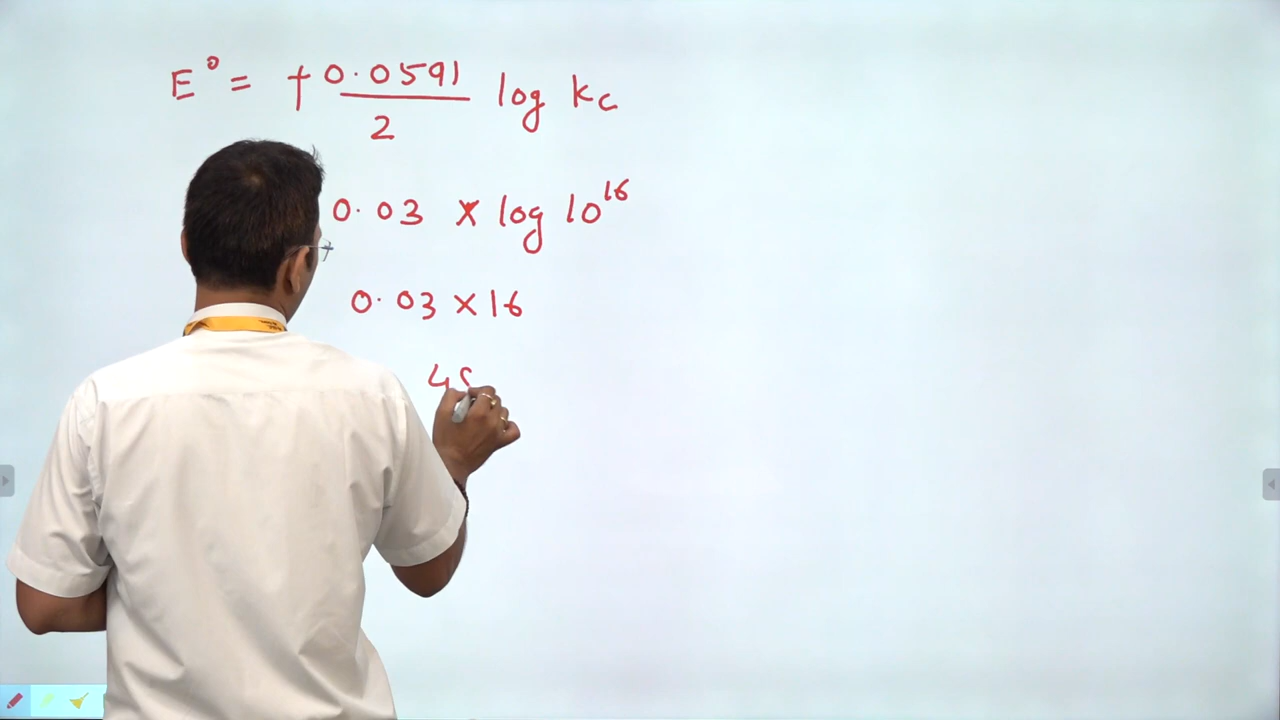 E° = + 0.0591 / 2 log kc
0.03 × log 10^16
0.03 × 16